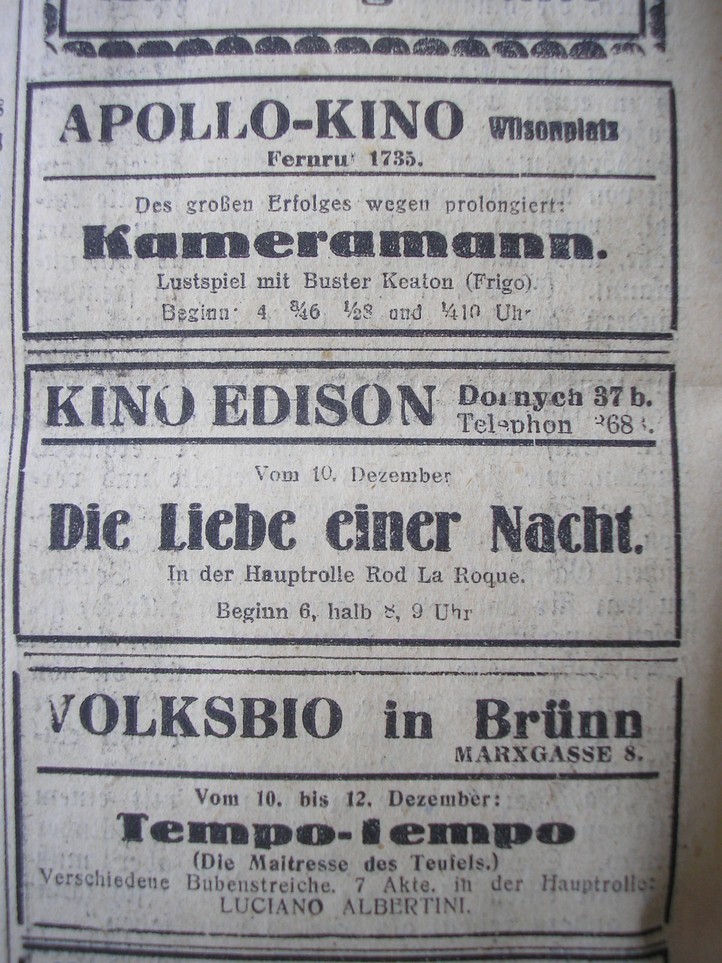 APOLLO-KINO Wilsonplatz
Fernruf 1735.
Des großen Erfolges wegen prolongiert:
Kameramann.
Lustspiel mit Buster Keaton (Frigo).
Beginn: 4 ¾6 ½8 und ¼10 Uhr
KINO EDISON
Dornych 37 b.
Telephon
Vom 10. Dezember
Die Liebe einer Nacht.
In der Hauptrolle Rod La Roque.
Beginn 6, halb 8, 9 Uhr
VOLKSBIO in Brünn
MARXGASSE 8.
Vom 10. bis 12. Dezember:
Tempo-tempo
(Die Maitresse des Teufels.)
Verschiedene Bubenstreiche. 7 Akte. in der Hauptrolle:
LUCIANO ALBERTINI.